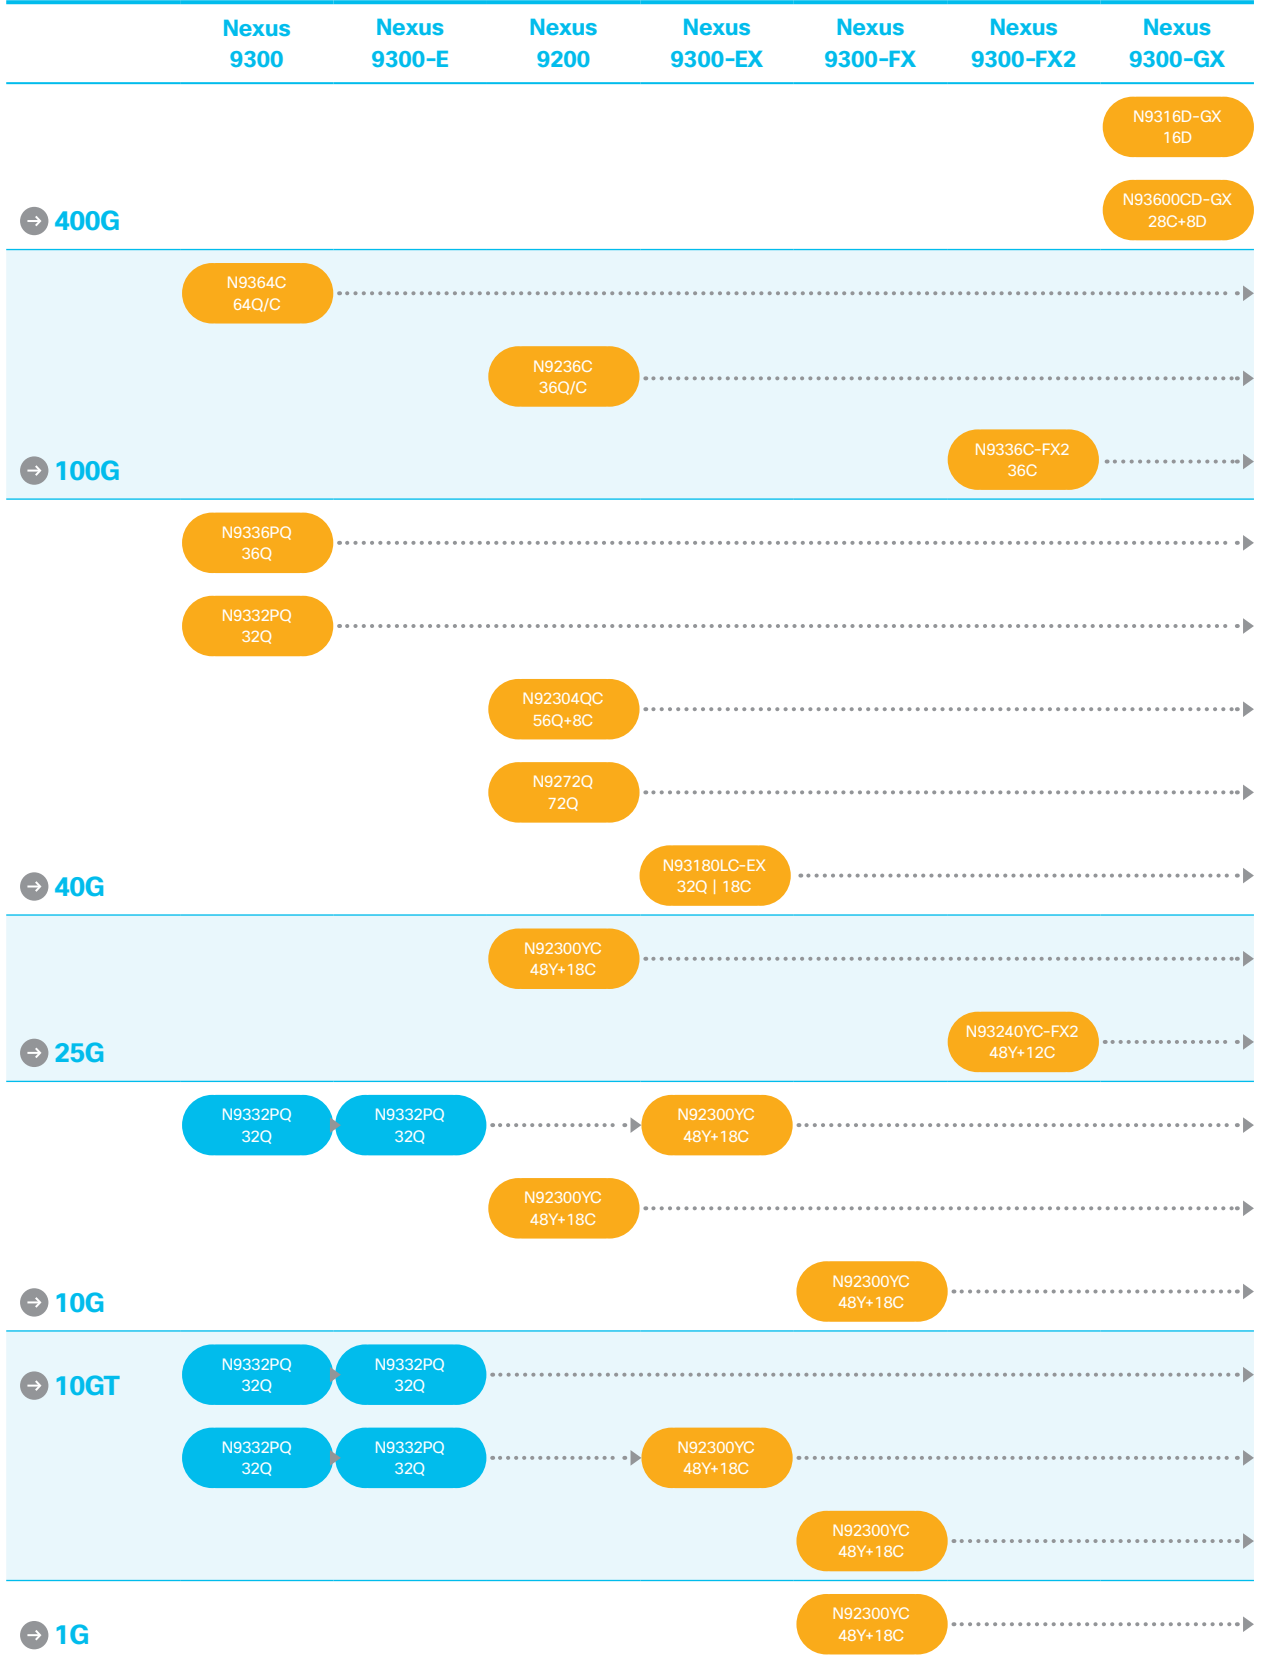 Nexus 9300
Nexus 9300-E
Nexus 9200
Nexus 9300-EX
Nexus 9300-FX
Nexus 9300-FX2
Nexus 9300-GX
N9316D-GX
16D
N93600CD-GX
28C+8D
400G
N9364C
64Q/C
N9236C
36Q/C
N9336C-FX2
36C
100G
N9336PQ
36Q
N9332PQ
32Q
N92304QC
56Q+8C
N9272Q
72Q
N93180LC-EX
32Q | 18C
40G
N92300YC
48Y+18C
N93240YC-FX2
48Y+12C
25G
N9332PQ
32Q
N9332PQ
32Q
N92300YC
48Y+18C
N92300YC
48Y+18C
N92300YC
48Y+18C
10G
N9332PQ
32Q
N9332PQ
32Q
10GT
N9332PQ
32Q
N9332PQ
32Q
N92300YC
48Y+18C
N92300YC
48Y+18C
N92300YC
48Y+18C
1G